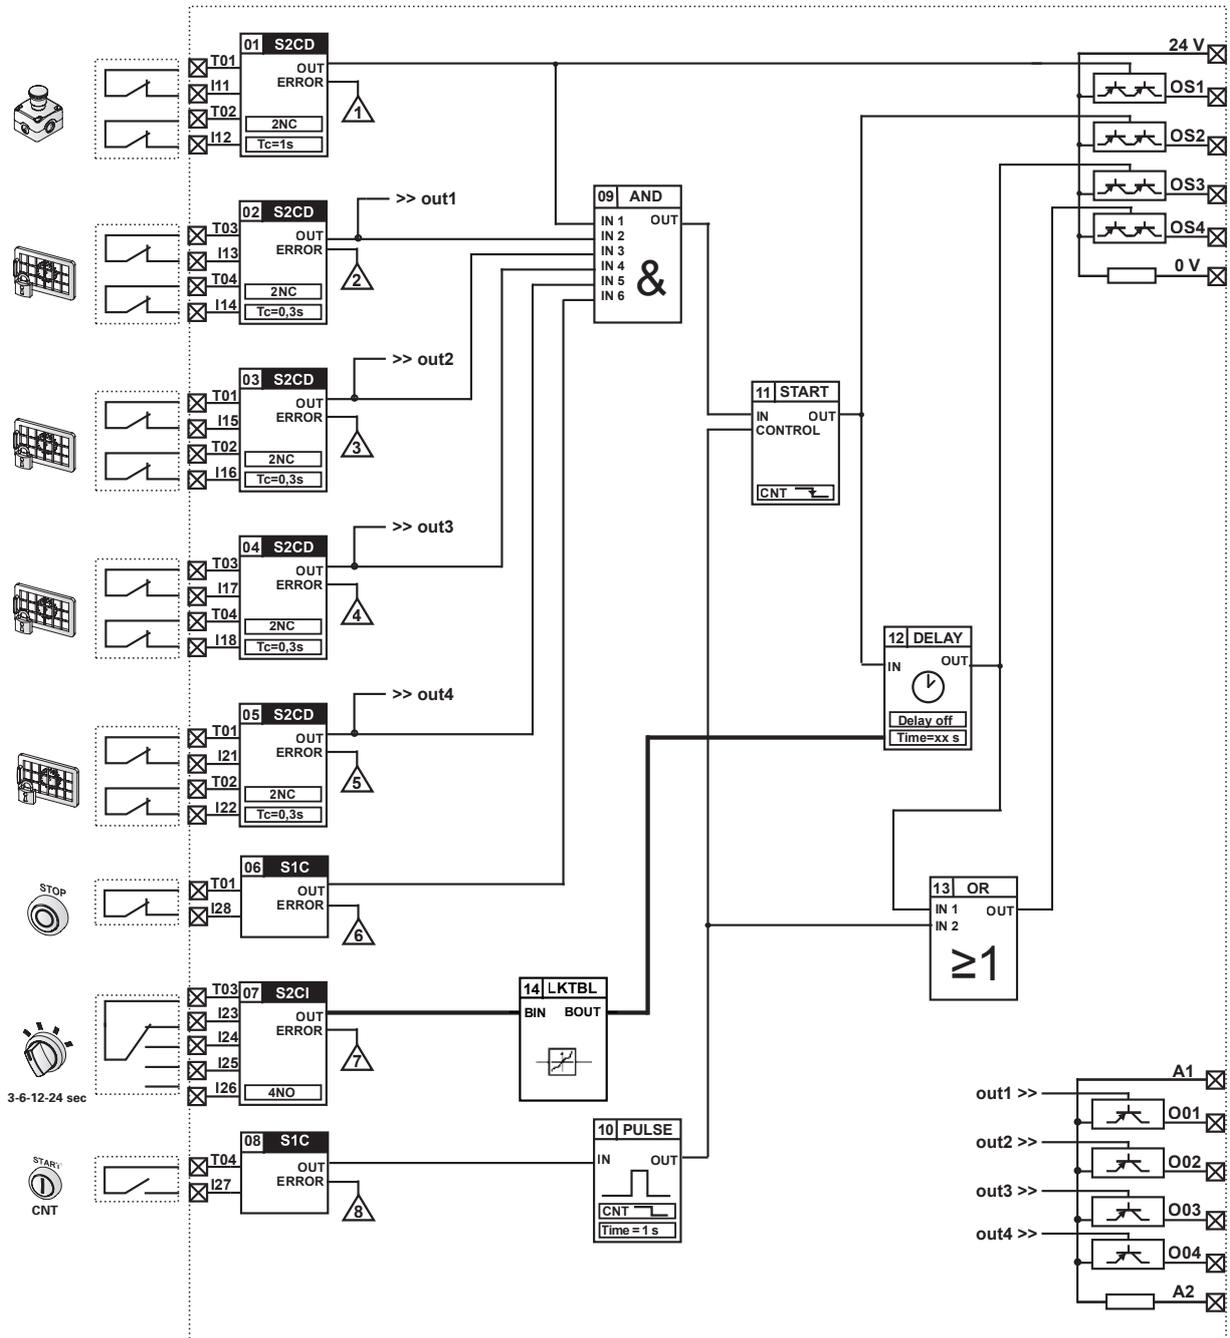 01 S2CD
T01
OUT
ERROR
I11
T02
I12
2NC
Tc=1s
1
24 V
OS1
OS2
OS3
OS4
0 V
02 S2CD
T03
OUT
ERROR
I13
T04
I14
2NC
Tc=0,3s
2
>> out1
09 AND
IN 1 OUT
IN 2
IN 3
IN 4
IN 5
IN 6
&
03 S2CD
T01
OUT
ERROR
I15
T02
I16
2NC
Tc=0,3s
3
>> out2
11 START
IN OUT
CONTROL
CNT
04 S2CD
T03
OUT
ERROR
I17
T04
I18
2NC
Tc=0,3s
4
>> out3
12 DELAY
IN OUT
Delay off
Time=xx s
05 S2CD
T01
OUT
ERROR
I21
T02
I22
2NC
Tc=0,3s
5
>> out4
STOP
06 S1C
T01
OUT
ERROR
I28
6
13 OR
IN 1 OUT
IN 2
≥1
3-6-12-24 sec
07 S2CI
T03
OUT
ERROR
I23
I24
I25
I26
4NO
7
14 LKTBL
BIN BOUT
START
CNT
08 S1C
T04
OUT
ERROR
I27
8
10 PULSE
IN OUT
CNT
Time = 1 s
A1
out1 >>
O01
out2 >>
O02
out3 >>
O03
out4 >>
O04
A2